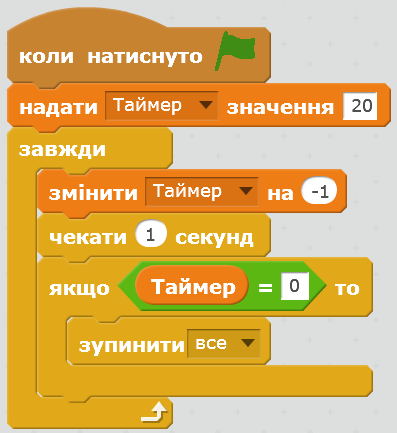 коли натиснуто
надати Таймер значення 20
завжди
змінити Таймер на -1
чекати 1 секунд
якщо Таймер = 0 то
зупинити все